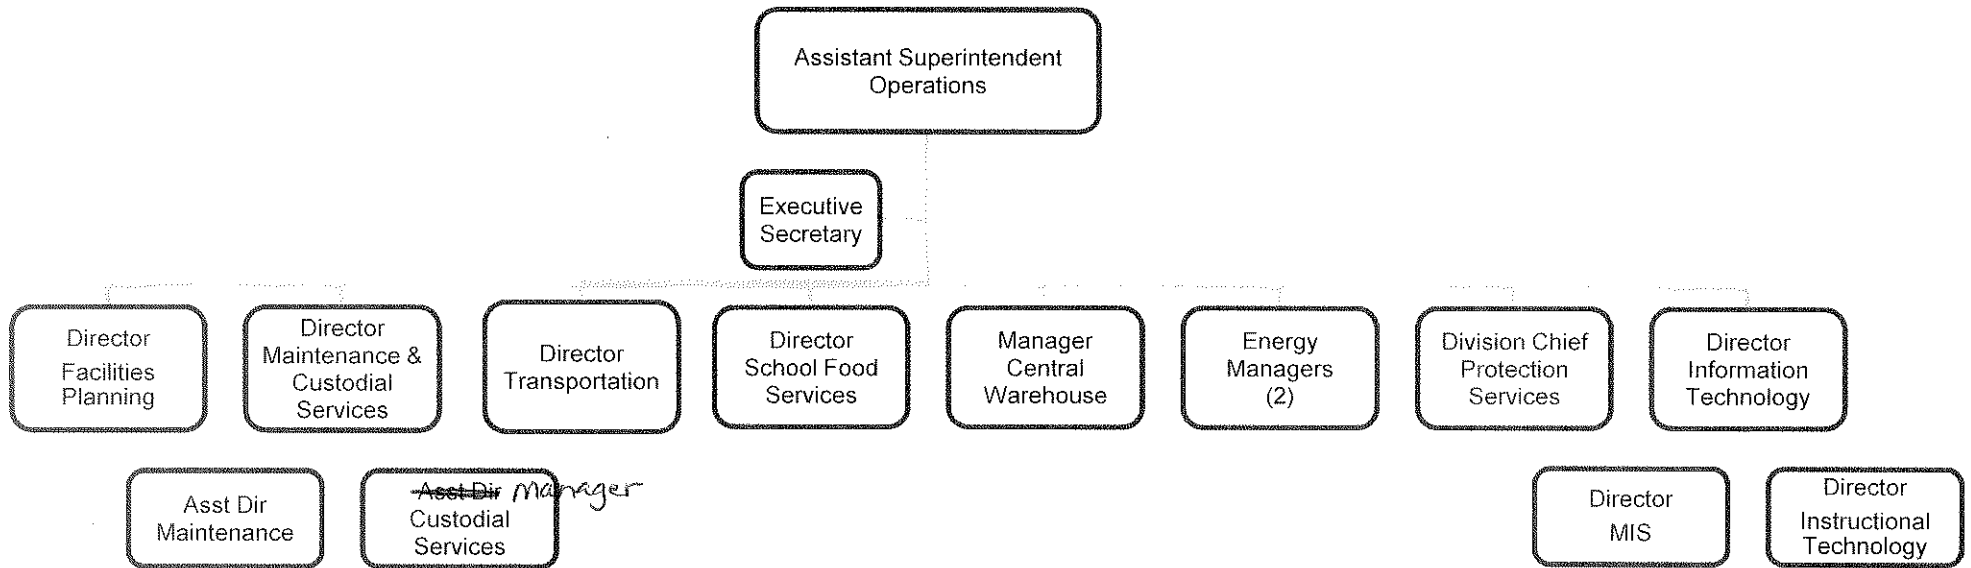 Assistant Superintendent
Operations
Executive
Secretary
Director
Facilities
Planning
Director
Maintenance &
Custodial
Services
Director
Transportation
Director
School Food
Services
Manager
Central
Warehouse
Energy
Managers
(2)
Division Chief
Protection
Services
Director
Information
Technology
Asst Dir
Maintenance
Asst Dir Manager
Custodial
Services
Director
MIS
Director
Instructional
Technology